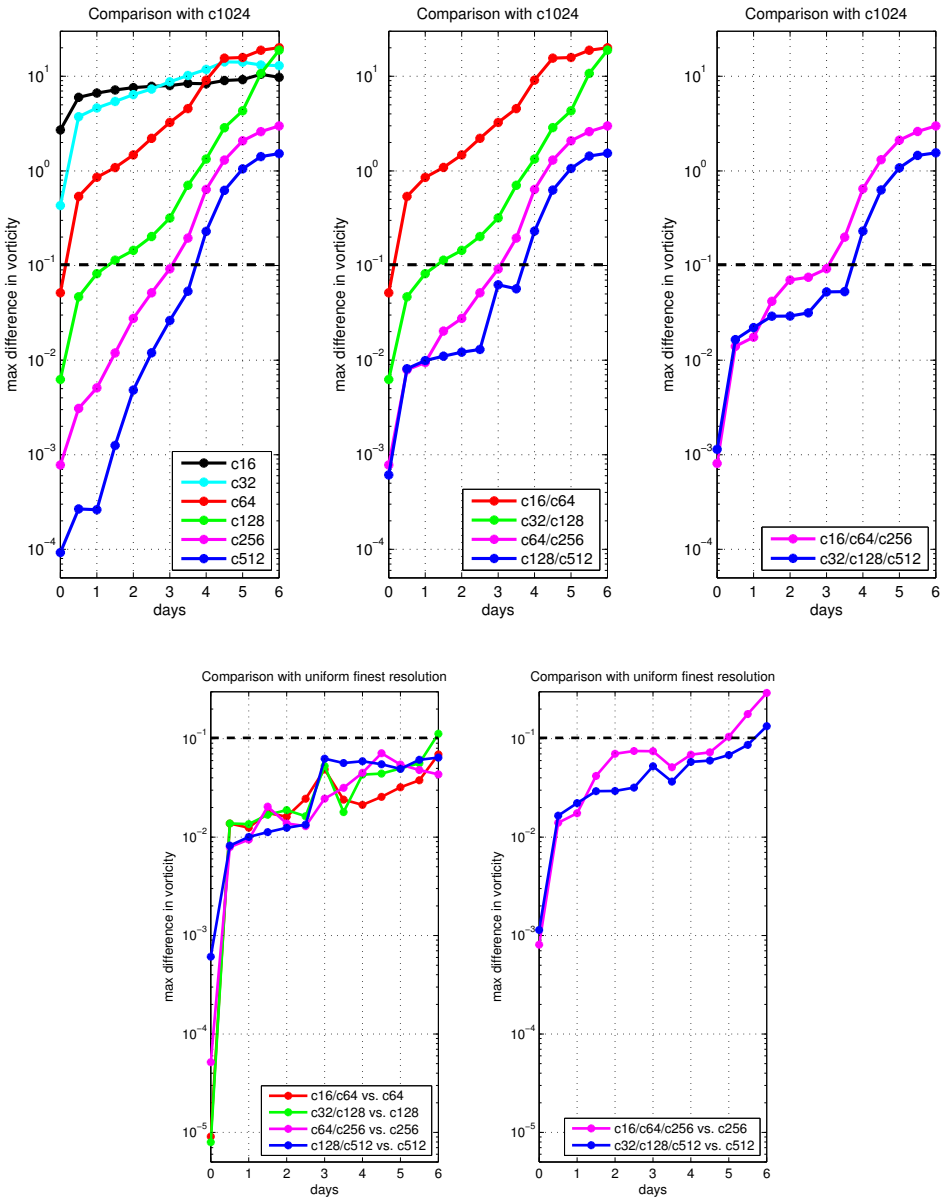 Comparison with c1024
max difference in vorticity
10^1
10^0
10^-1
10^-2
10^-3
10^-4
0 1 2 3 4 5 6
days
c16
c32
c64
c128
c256
c512
Comparison with c1024
max difference in vorticity
10^1
10^0
10^-1
10^-2
10^-3
10^-4
0 1 2 3 4 5 6
days
c16/c64
c32/c128
c64/c256
c128/c512
Comparison with c1024
max difference in vorticity
10^1
10^0
10^-1
10^-2
10^-3
10^-4
0 1 2 3 4 5 6
days
c16/c64/c256
c32/c128/c512
Comparison with uniform finest resolution
max difference in vorticity
10^-1
10^-2
10^-3
10^-4
10^-5
0 1 2 3 4 5 6
days
c16/c64 vs. c64
c32/c128 vs. c128
c64/c256 vs. c256
c128/c512 vs. c512
Comparison with uniform finest resolution
max difference in vorticity
10^-1
10^-2
10^-3
10^-4
10^-5
0 1 2 3 4 5 6
days
c16/c64/c256 vs. c256
c32/c128/c512 vs. c512